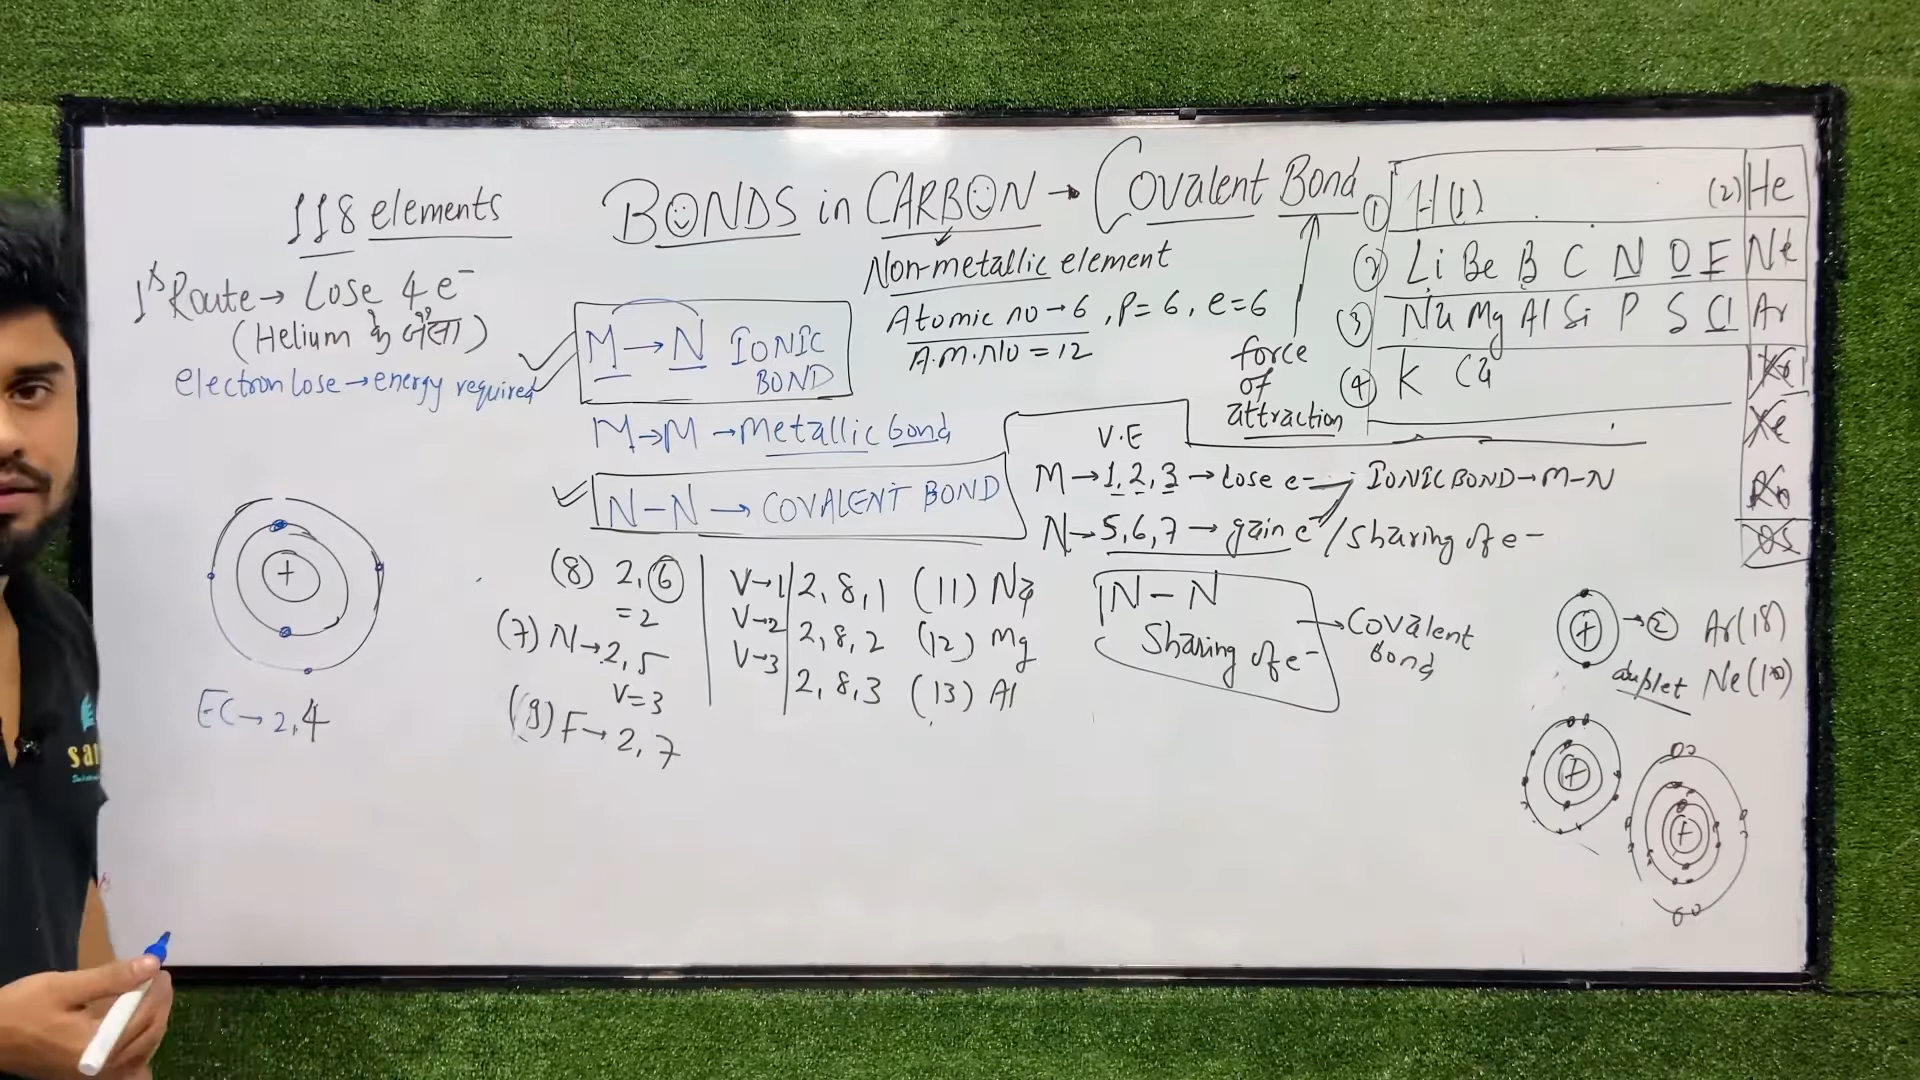 118 elements
BONDS in CARBON → Covalent Bond
Non-metallic element
Atomic no → 6, P = 6, e = 6
A.M.No = 12
force
of
attraction
1st Route → Lose 4e-
(Helium के जैसा)
electron lose → energy required
M → N IONIC
BOND
M → M → Metallic bond
N - N → COVALENT BOND
+
EC → 2,4
(8) 2, 6
= 2
(7) N → 2, 5
V = 3
(9) F → 2, 7
V → 1 2, 8, 1 (11) Na
V → 2 2, 8, 2 (12) Mg
V → 3 2, 8, 3 (13) Al
V.E
M → 1, 2, 3 → lose e- → IONIC BOND → M-N
N → 5, 6, 7 → gain e- / sharing of e-
N - N
Sharing of e- → Covalent
Bond
1 H(1) (2) He
2 Li Be B C N O F Ne
3 Na Mg Al Si P S Cl Ar
4 K Ca Kr
Xe
+ → 2 Ar(18)
duplet Ne(10)
+
+
sar